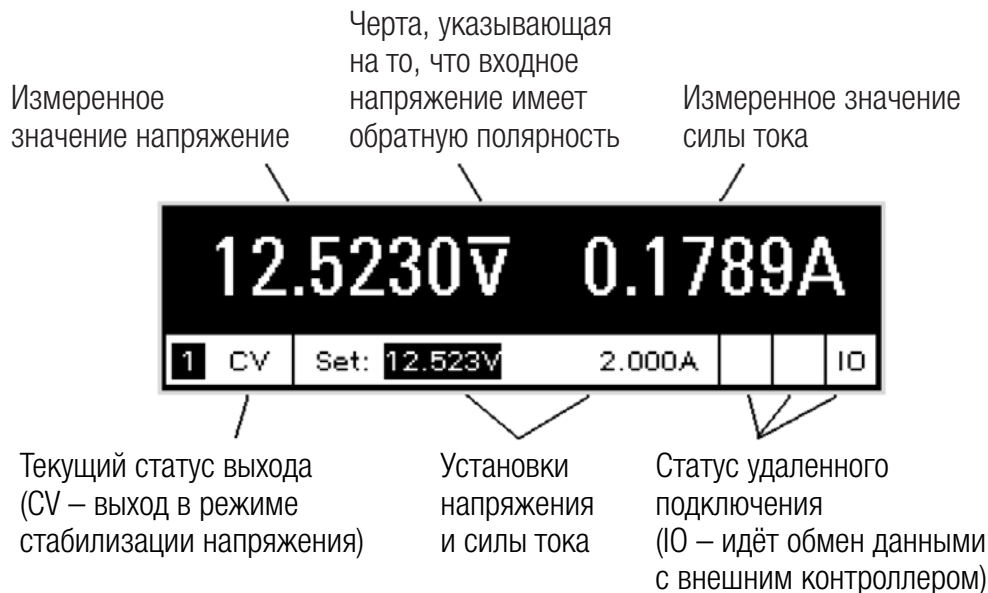 Черта, указывающая
на то, что входное
напряжение имеет
обратную полярность
Измеренное
значение напряжение
Измеренное значение
силы тока
12.5230V 0.1789A
1 CV Set: 12.523V 2.000A IO
Текущий статус выхода
(CV – выход в режиме
стабилизации напряжения)
Установки
напряжения
и силы тока
Статус удаленного
подключения
(IO – идёт обмен данными
с внешним контроллером)